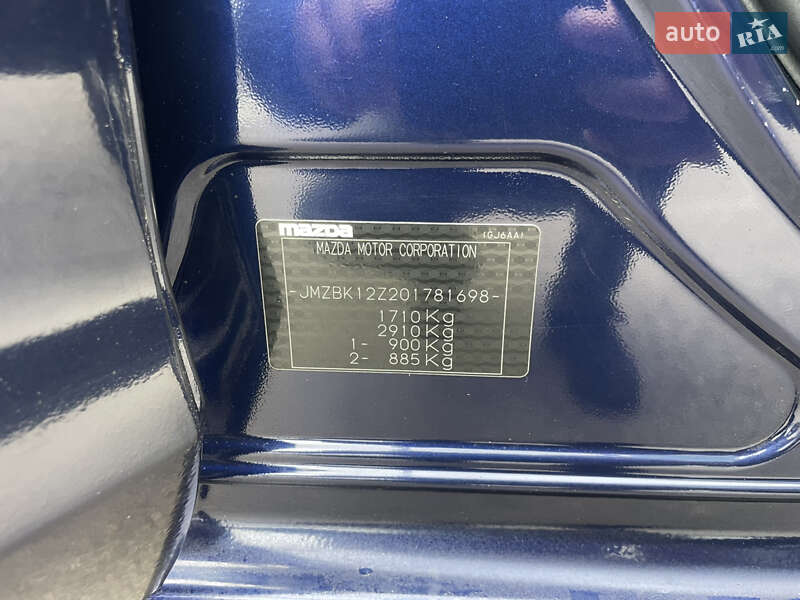 auto RIA
mazda
(GJ6AA)
MAZDA MOTOR CORPORATION
-JMZBK12Z201781698-
1710Kg
2910Kg
1- 900Kg
2- 885Kg